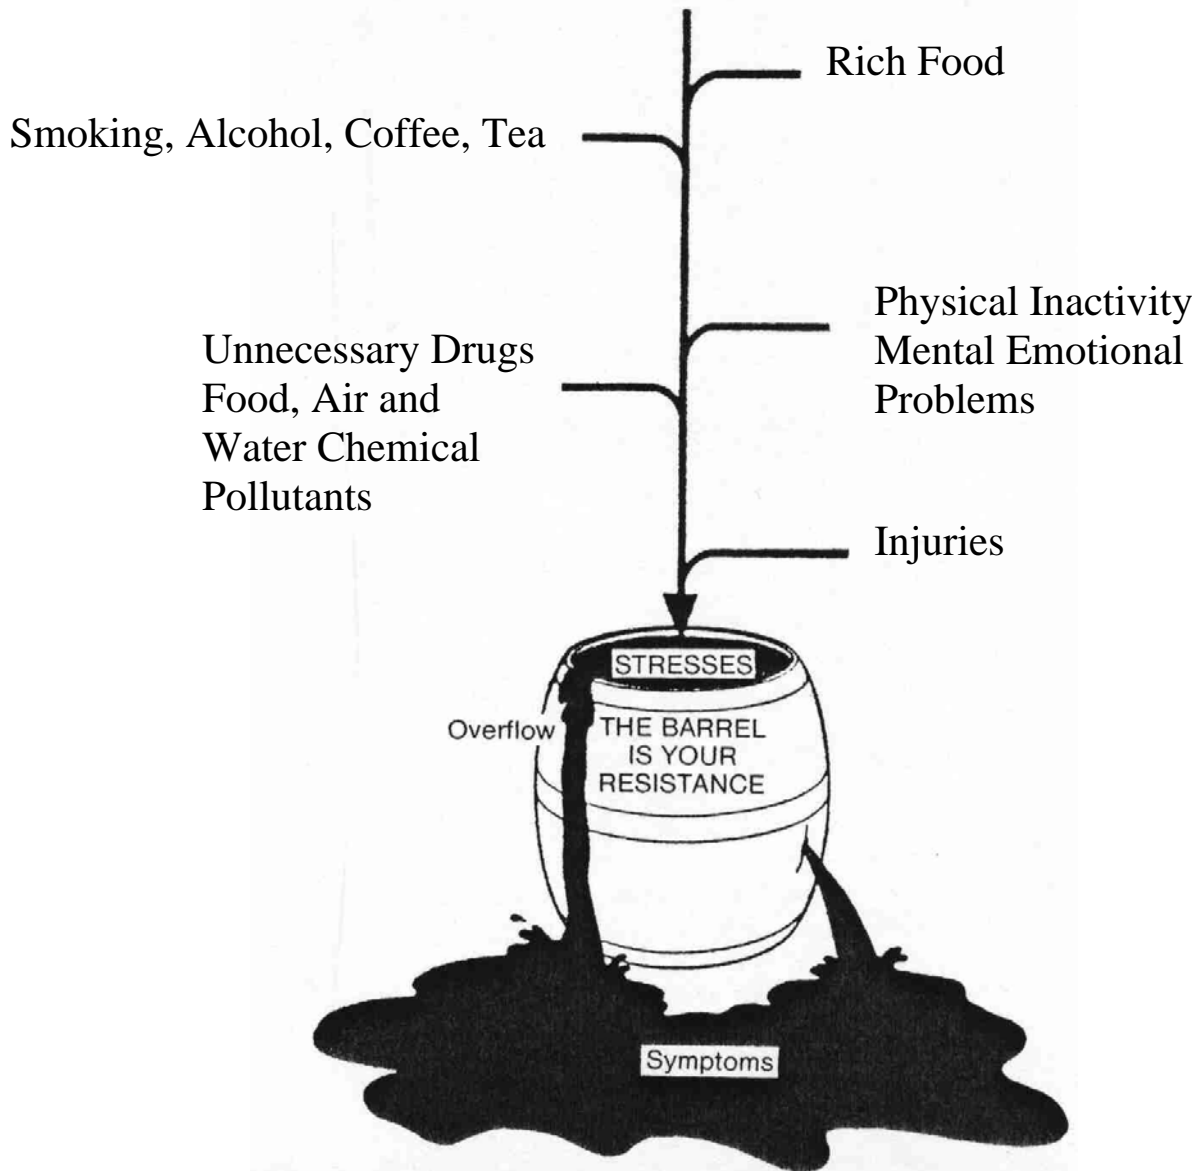 Rich Food
Smoking, Alcohol, Coffee, Tea
Physical Inactivity
Mental Emotional
Problems
Unnecessary Drugs
Food, Air and
Water Chemical
Pollutants
Injuries
STRESSES
Overflow
THE BARREL
IS YOUR
RESISTANCE
Symptoms